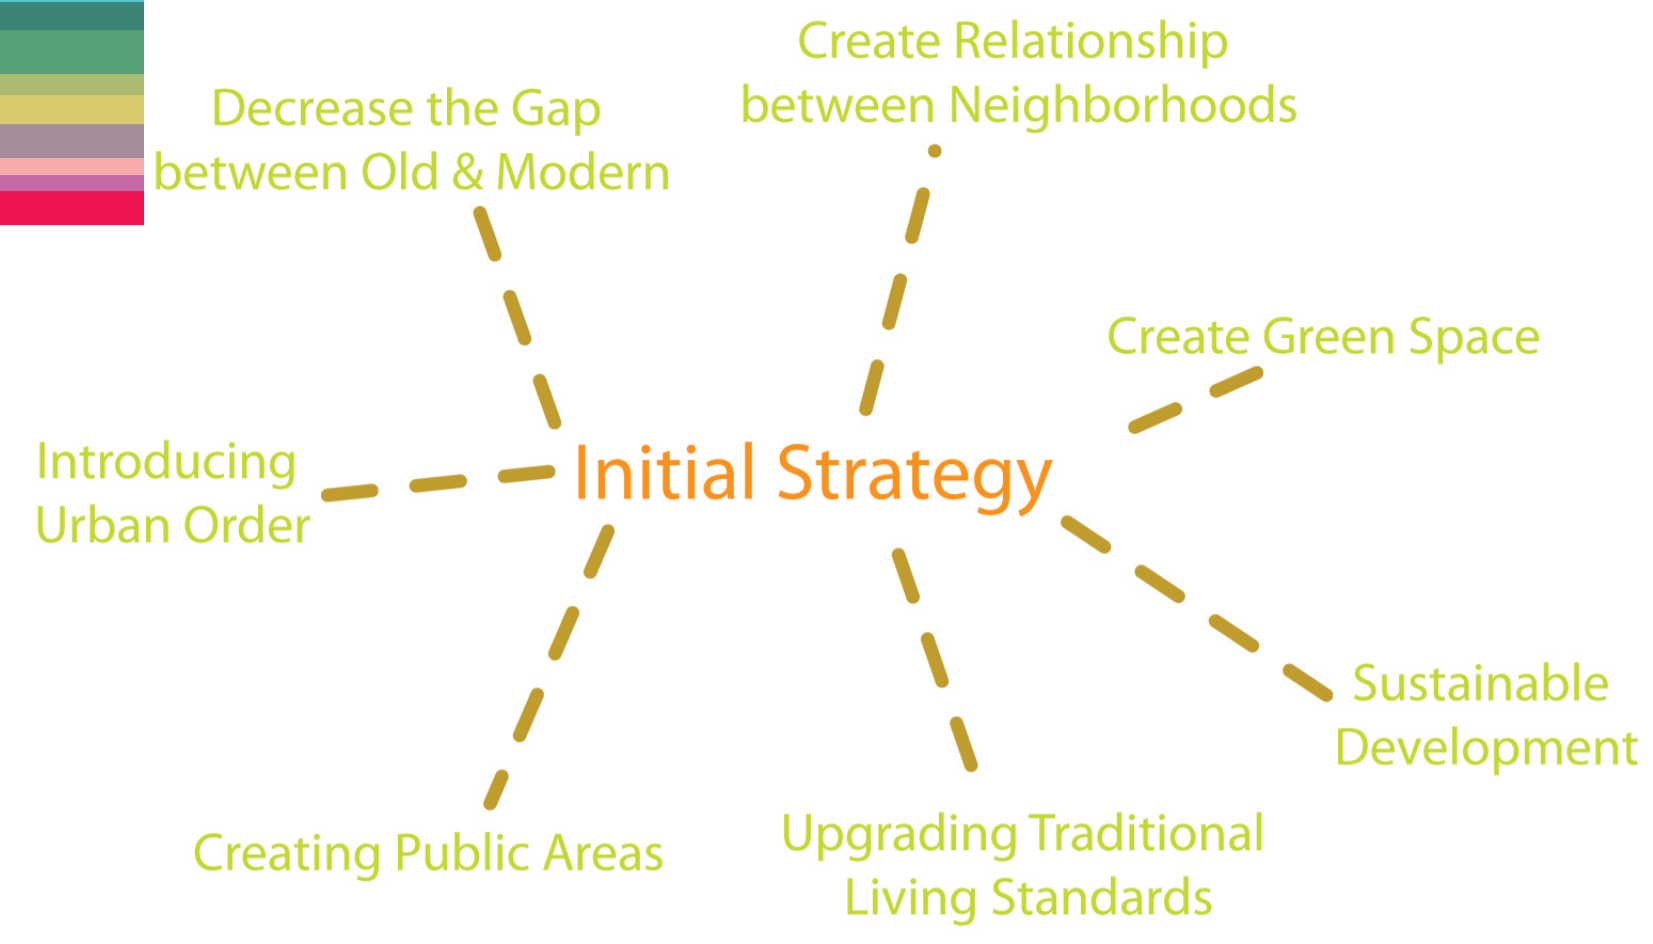 Create Relationship
between Neighborhoods
Decrease the Gap
between Old & Modern
Create Green Space
Introducing
Urban Order
Initial Strategy
Sustainable
Development
Creating Public Areas
Upgrading Traditional
Living Standards